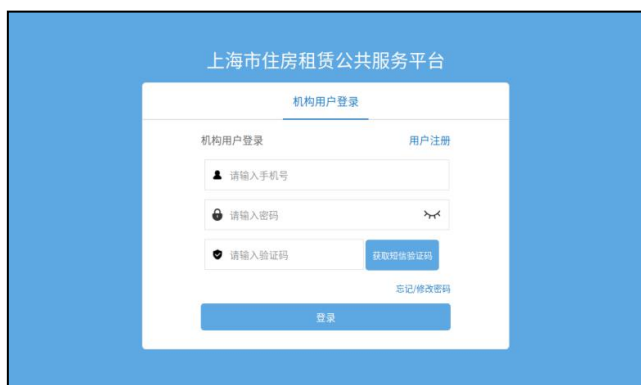 上海市住房租赁公共服务平台
机构用户登录
机构用户登录 用户注册
请输入手机号
请输入密码
请输入验证码 获取短信验证码
忘记/修改密码
登录